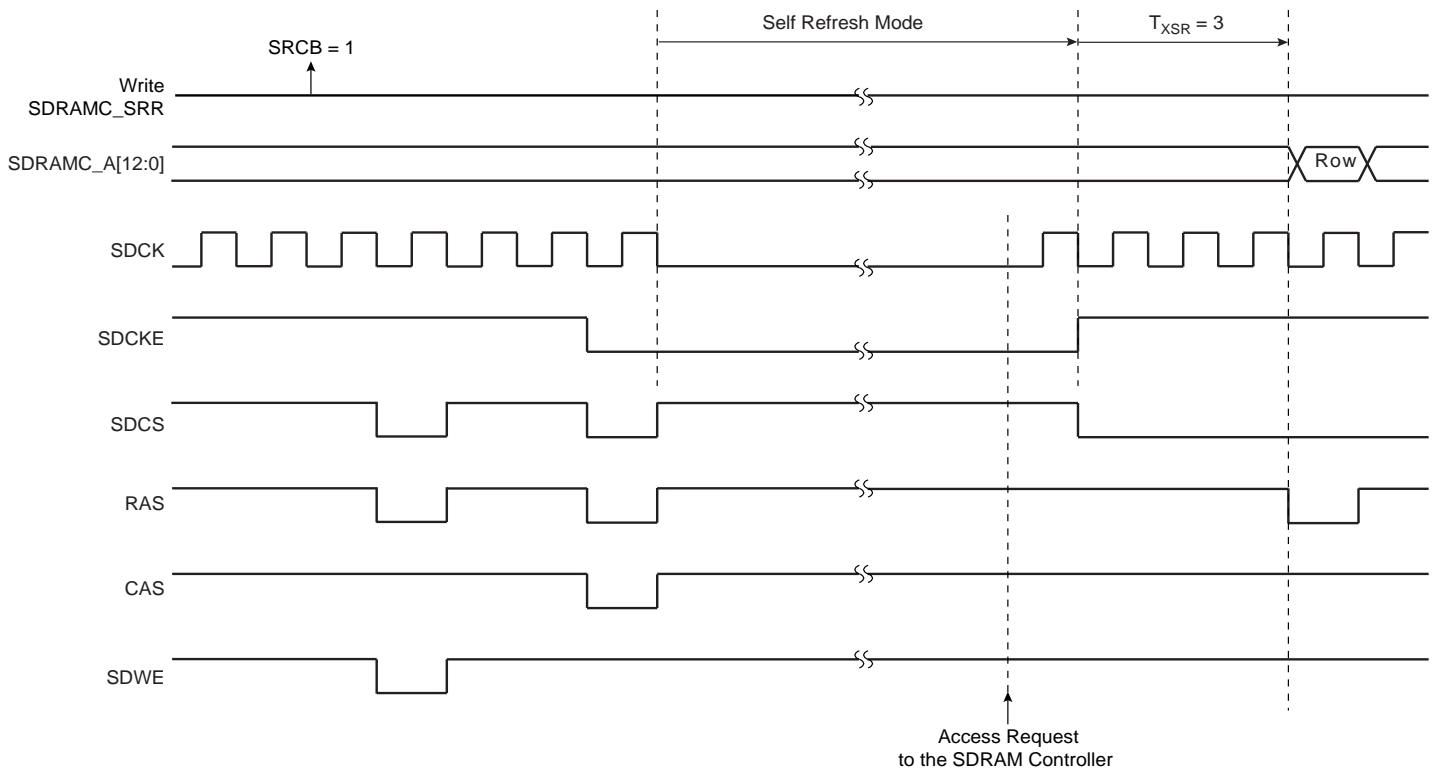 Self Refresh Mode
TXSR = 3
SRCB = 1
Write
SDRAMC_SRR
SDRAMC_A[12:0]
Row
SDCK
SDCKE
SDCS
RAS
CAS
SDWE
Access Request
to the SDRAM Controller